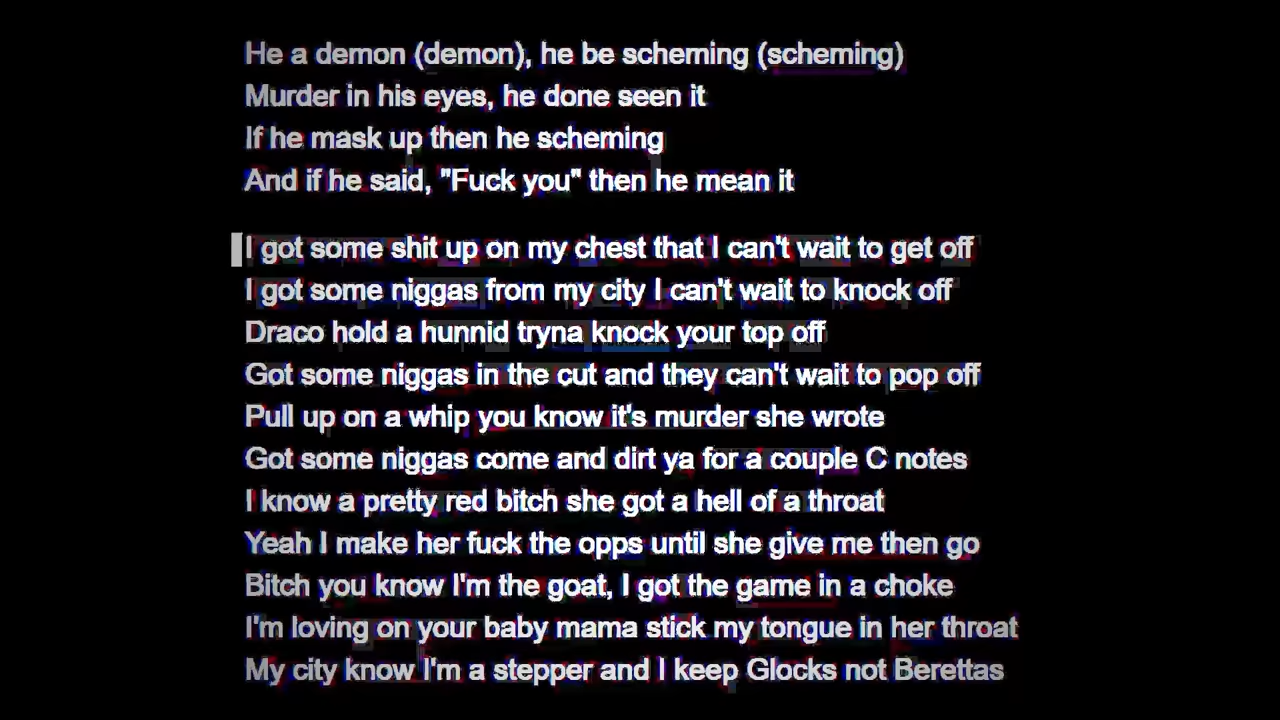 He a demon (demon), he be scheming (scheming)
Murder in his eyes, he done seen it
If he mask up then he scheming
And if he said, "Fuck you" then he mean it
I got some shit up on my chest that I can't wait to get off
I got some niggas from my city I can't wait to knock off
Draco hold a hunnid tryna knock your top off
Got some niggas in the cut and they can't wait to pop off
Pull up on a whip you know it's murder she wrote
Got some niggas come and dirt ya for a couple C notes
I know a pretty red bitch she got a hell of a throat
Yeah I make her fuck the opps until she give me then go
Bitch you know I'm the goat, I got the game in a choke
I'm loving on your baby mama stick my tongue in her throat
My city know I'm a stepper and I keep Glocks not Berettas